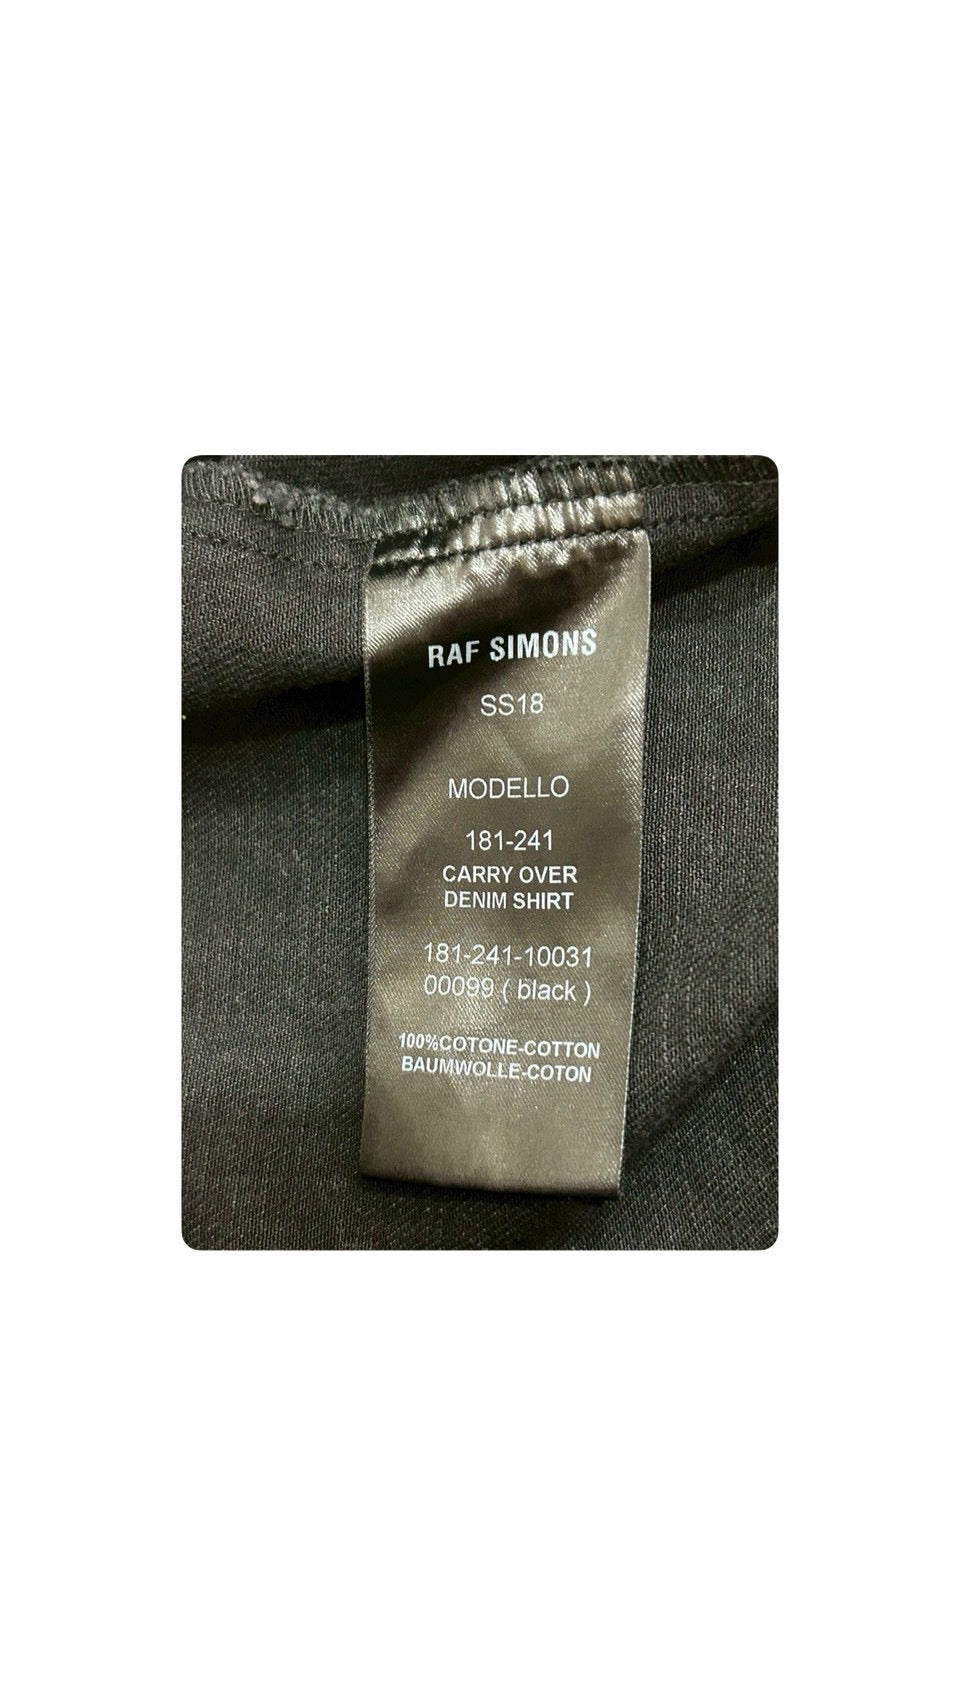 RAF SIMONS
SS18
MODELLO
181-241
CARRY OVER
DENIM SHIRT
181-241-10031
00099 ( black )
100%COTONE-COTTON
BAUMWOLLE-COTON